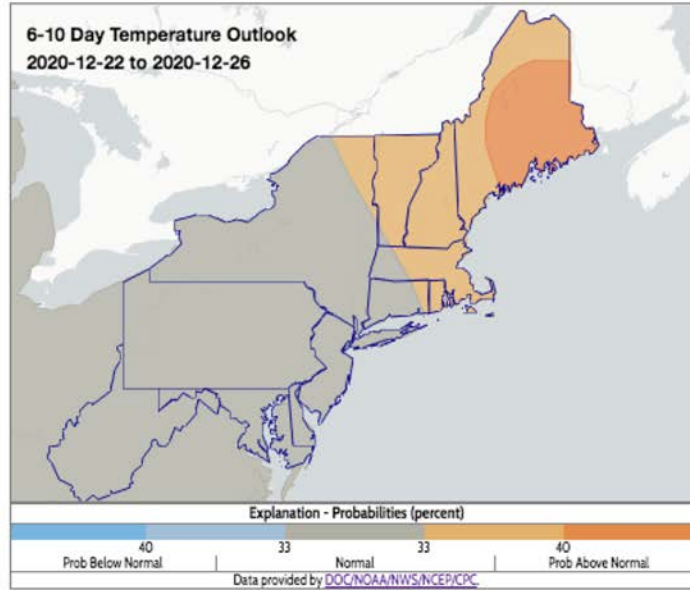 6-10 Day Temperature Outlook
2020-12-22 to 2020-12-26
Explanation - Probabilities (percent)
40 33 33 40
Prob Below Normal Normal Prob Above Normal
Data provided by DOC/NOAA/NWS/NCEP/CPC.